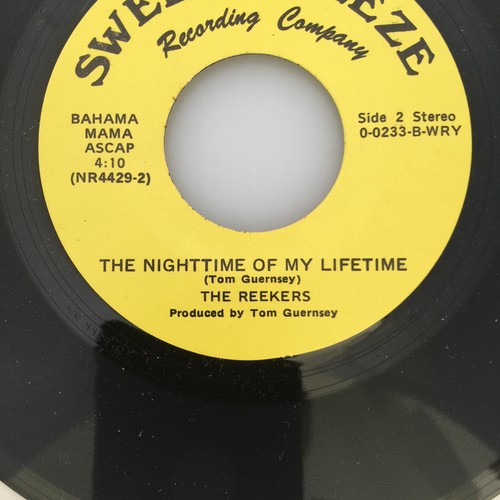 Recording Company
BAHAMA
MAMA
ASCAP
4:10
(NR4429-2)
Side 2 Stereo
0-0233-B-WRY
THE NIGHTTIME OF MY LIFETIME
(Tom Guernsey)
THE REEKERS
Produced by Tom Guernsey